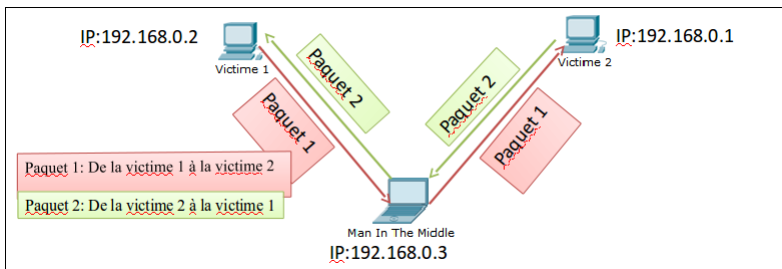 IP:192.168.0.2
Victime 1
IP:192.168.0.1
Victime 2
Paquet 2
Paquet 2
Paquet 1
Paquet 1
Paquet 1: De la victime 1 à la victime 2
Paquet 2: De la victime 2 à la victime 1
Man In The Middle
IP:192.168.0.3